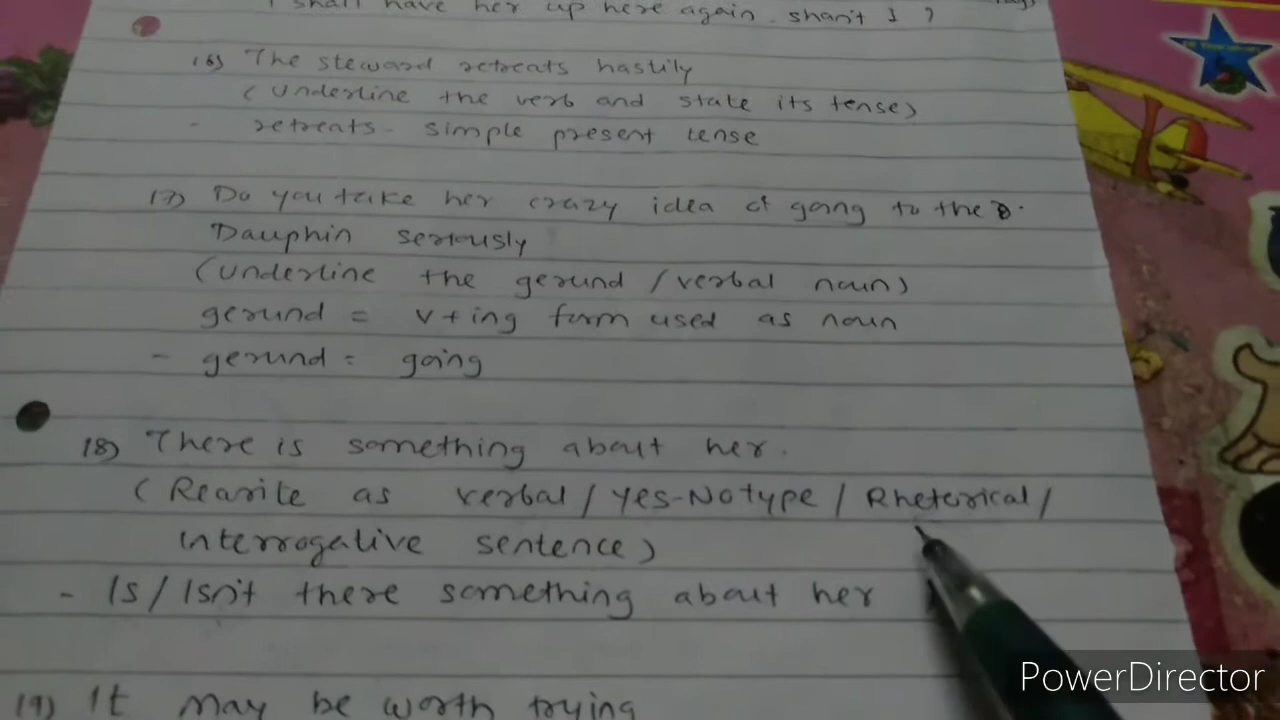 I shall have her up here again. shan't I ?
16) The steward retreats hastily
(Underline the verb and state its tense)
- retreats - simple present tense
17) Do you take her crazy idea of going to the D.
Dauphin seriously
(Underline the gerund / verbal noun)
gerund = v+ing form used as noun
- gerund = going
18) There is something about her.
(Rewrite as verbal / Yes-No type / Rhetorical /
interrogative sentence)
- Is / Isn't there something about her
19) It may be worth trying
PowerDirector